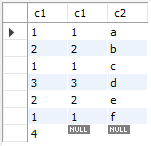 c1 c1 c2
1 1 a
2 2 b
1 1 c
3 3 d
2 2 e
1 1 f
4 NULL NULL